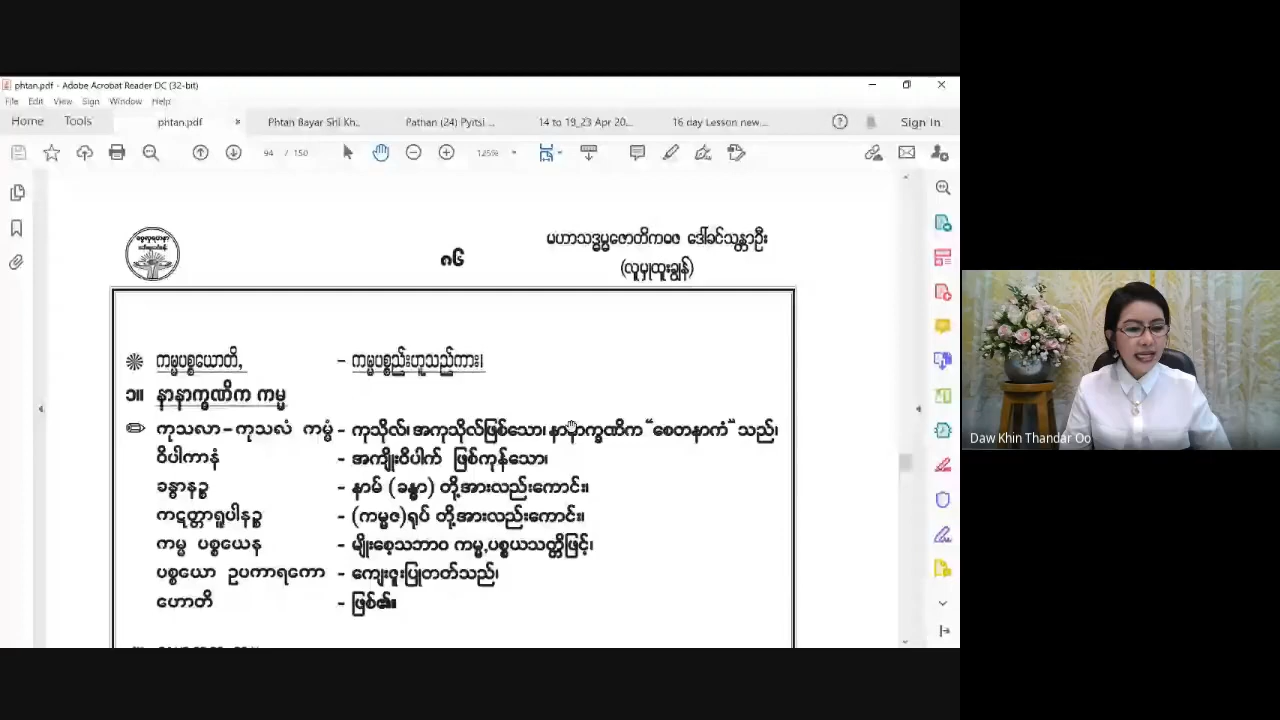 phtan.pdf - Adobe Acrobat Reader DC (32-bit)
File Edit View Sign Window Help
Home Tools phtan.pdf × Phtan Bayar Shl Kh... Pathan (24) Pyitsi ... 14 to 19_23 Apr 20... 16 day Lesson new... Sign In
94 / 150 125%
၈၆
မဟာသဒ္ဓမ္မဇောတိကဓဇ ဒေါ်ခင်သန္တာဦး
(လူမှုထူးချွန်)
ကမ္မပစ္စယောတိ, - ကမ္မပစ္စည်းဟူသည်ကား၊
၁။ နာနာက္ခဏိက ကမ္မ
ကုသလာ-ကုသလံ ကမ္မံ - ကုသိုလ်၊ အကုသိုလ်ဖြစ်သော၊ နာနာက္ခဏိက “စေတနာကံ” သည်၊
ဝိပါကာနံ - အကျိုးဝိပါက် ဖြစ်ကုန်သော၊
ခန္ဓာနဉ္စ - နာမ် (ခန္ဓာ) တို့အားလည်းကောင်း။
ကဋတ္တာရူပါနဉ္စ - (ကမ္မဇ)ရုပ် တို့အားလည်းကောင်း။
ကမ္မ ပစ္စယေန - မျိုးစေ့သဘာဝ ကမ္မ,ပစ္စယသတ္တိဖြင့်၊
ပစ္စယော ဥပကာရကော - ကျေးဇူးပြုတတ်သည်၊
ဟောတိ - ဖြစ်၏။
Daw Khin Thandar Oo